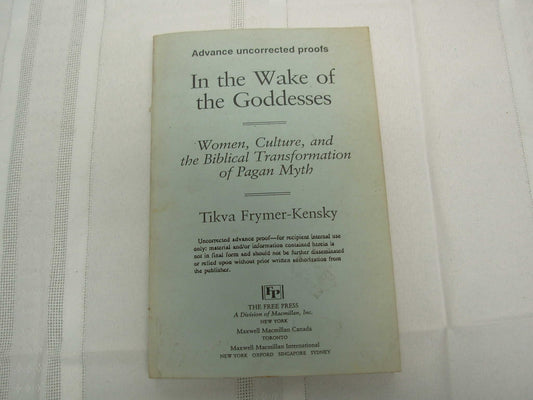 Advance uncorrected proofs
In the Wake of
the Goddesses
Women, Culture, and
the Biblical Transformation
of Pagan Myth
Tikva Frymer-Kensky
Uncorrected advance proof—for recipient internal use
only; material and/or information contained herein is
not in final form and should not be further disseminated
or relied upon without prior written authorization from
the publisher.
FP
THE FREE PRESS
A Division of Macmillan, Inc.
NEW YORK
Maxwell Macmillan Canada
TORONTO
Maxwell Macmillan International
NEW YORK OXFORD SINGAPORE SYDNEY